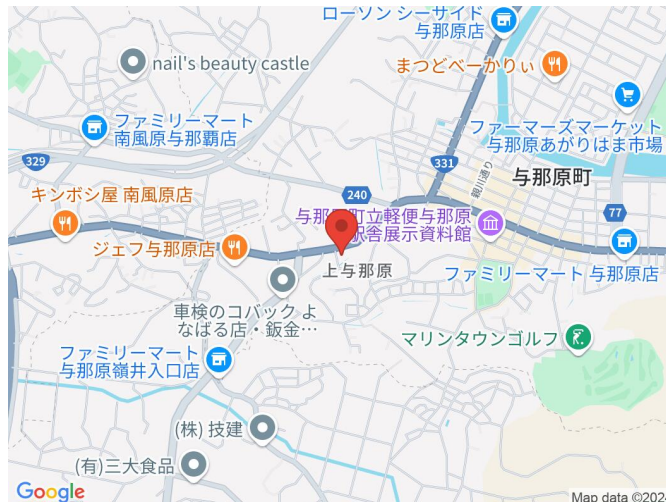 ローソン シーサイド
与那原店
nail's beauty castle
まつどべーかりぃ
ファミリーマート
南風原与那覇店
ファーマーズマーケット
与那原あがりはま市場
329
331
親川通り
与那原町
キンボシ屋 南風原店
240
77
与那原町立軽便与那原
駅舎展示資料館
ジェフ与那原店
上与那原
ファミリーマート 与那原店
車検のコバック よ
なばる店・鈑金…
マリンタウンゴルフ
ファミリーマート
与那原嶺井入口店
(株) 技建
(有)三大食品
Google
Map data ©202